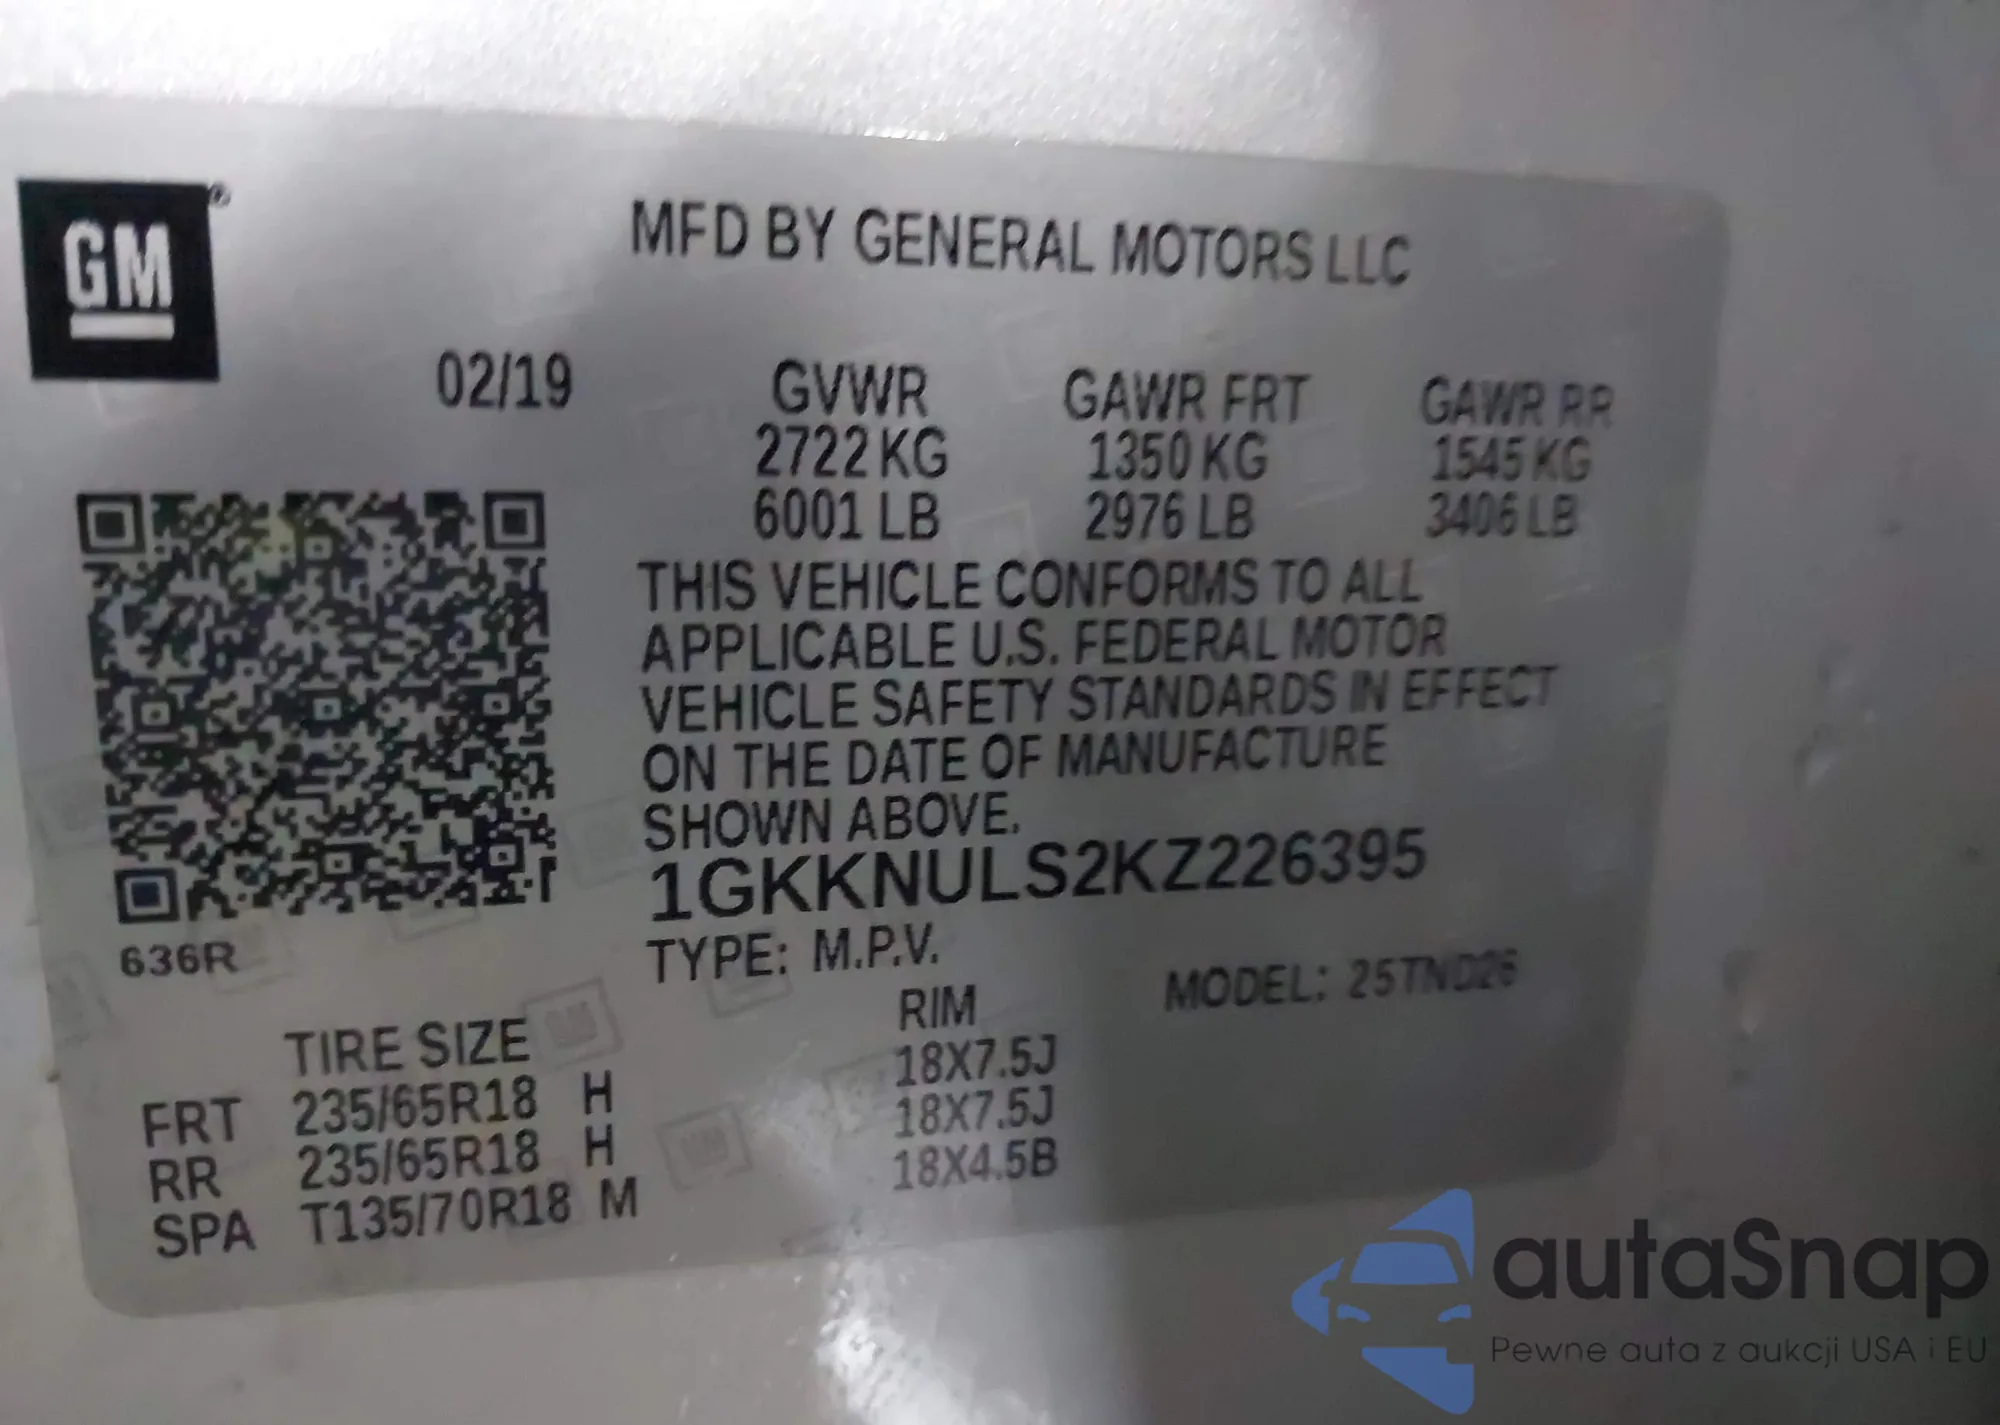 GM®
MFD BY GENERAL MOTORS LLC
02/19
GVWR GAWR FRT GAWR RR
2722 KG 1350 KG 1545 KG
6001 LB 2976 LB 3406 LB
THIS VEHICLE CONFORMS TO ALL
APPLICABLE U.S. FEDERAL MOTOR
VEHICLE SAFETY STANDARDS IN EFFECT
ON THE DATE OF MANUFACTURE
SHOWN ABOVE.
1GKKNULS2KZ226395
636R
TYPE: M.P.V.
MODEL: 25TND26
TIRE SIZE RIM
FRT 235/65R18 H 18X7.5J
RR 235/65R18 H 18X7.5J
SPA T135/70R18 M 18X4.5B
autaSnap
Pewne auta z aukcji USA i EU